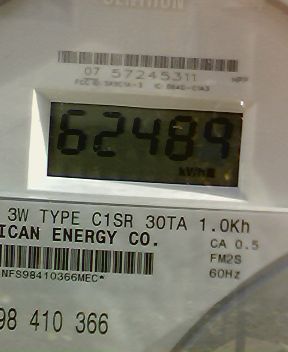 CENTRON
07 57245311
62489
kWh
3W TYPE C1SR 30TA 1.0Kh
ICAN ENERGY CO.
CA 0.5
FM2S
NFS98410366MEC*
60Hz
98 410 366